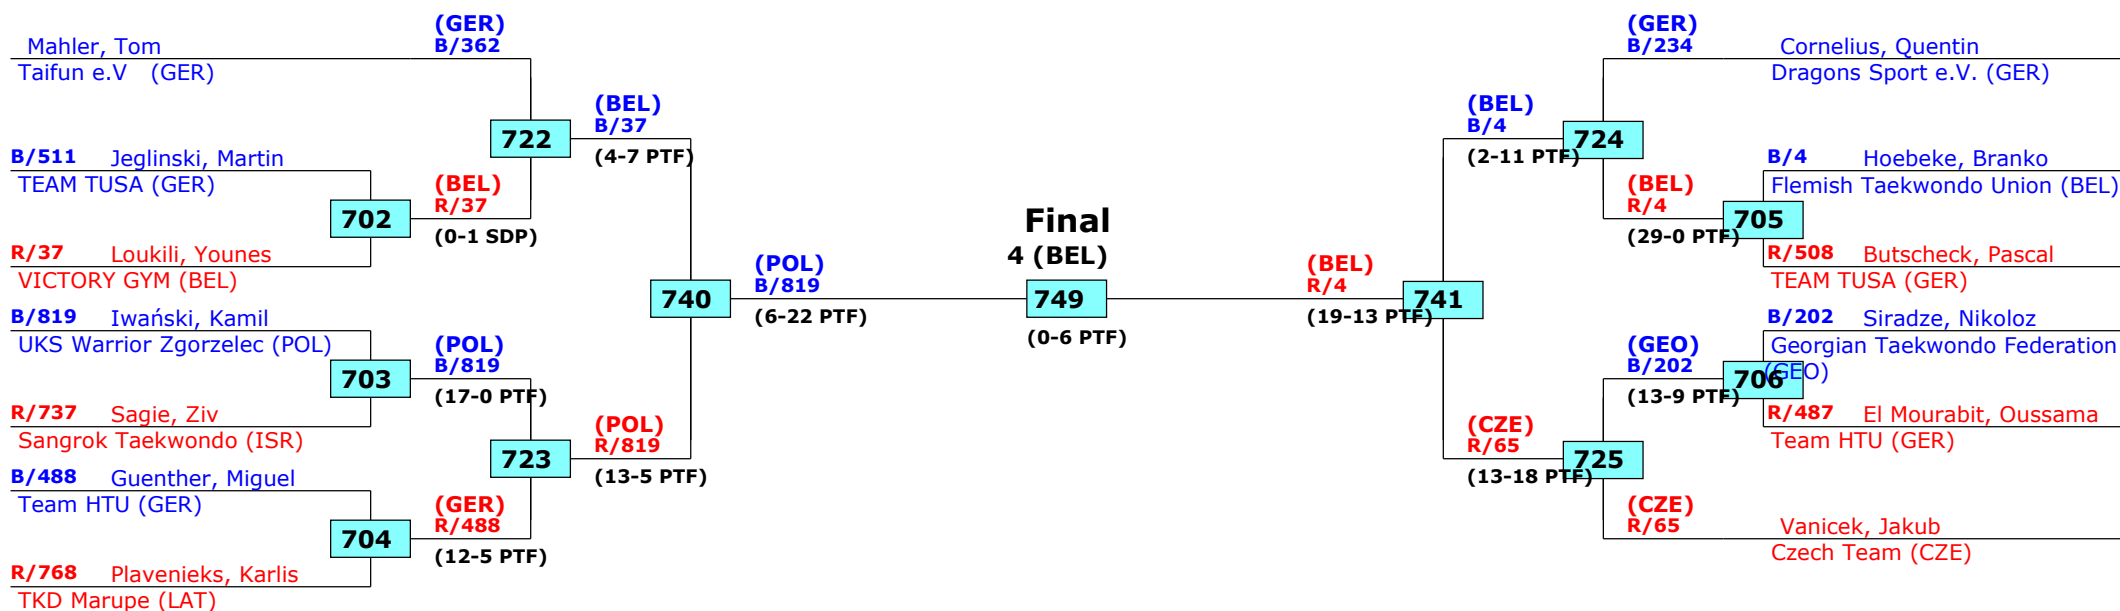 (GER)
B/362
Mahler, Tom
Taifun e.V (GER)
B/511 Jeglinski, Martin
TEAM TUSA (GER)
702
R/37 Loukili, Younes
VICTORY GYM (BEL)
B/819 Iwański, Kamil
UKS Warrior Zgorzelec (POL)
703
R/737 Sagie, Ziv
Sangrok Taekwondo (ISR)
B/488 Guenther, Miguel
Team HTU (GER)
704
R/768 Plavenieks, Karlis
TKD Marupe (LAT)
722
(BEL)
R/37
(0-1 SDP)
(POL)
B/819
(17-0 PTF)
723
(GER)
R/488
(12-5 PTF)
(BEL)
B/37
(4-7 PTF)
740
(POL)
R/819
(13-5 PTF)
(POL)
B/819
(6-22 PTF)
Final
4 (BEL)
749
(0-6 PTF)
(BEL)
R/4
(19-13 PTF)
741
(BEL)
B/4
(2-11 PTF)
724
(CZE)
R/65
(13-18 PTF)
725
(GER)
B/234
(BEL)
R/4
(29-0 PTF)
705
(GEO)
B/202
(13-9 PTF)
706
(CZE)
R/65
Cornelius, Quentin
Dragons Sport e.V. (GER)
B/4 Hoebeke, Branko
Flemish Taekwondo Union (BEL)
R/508 Butscheck, Pascal
TEAM TUSA (GER)
B/202 Siradze, Nikoloz
Georgian Taekwondo Federation
(GEO)
R/487 El Mourabit, Oussama
Team HTU (GER)
Vanicek, Jakub
Czech Team (CZE)